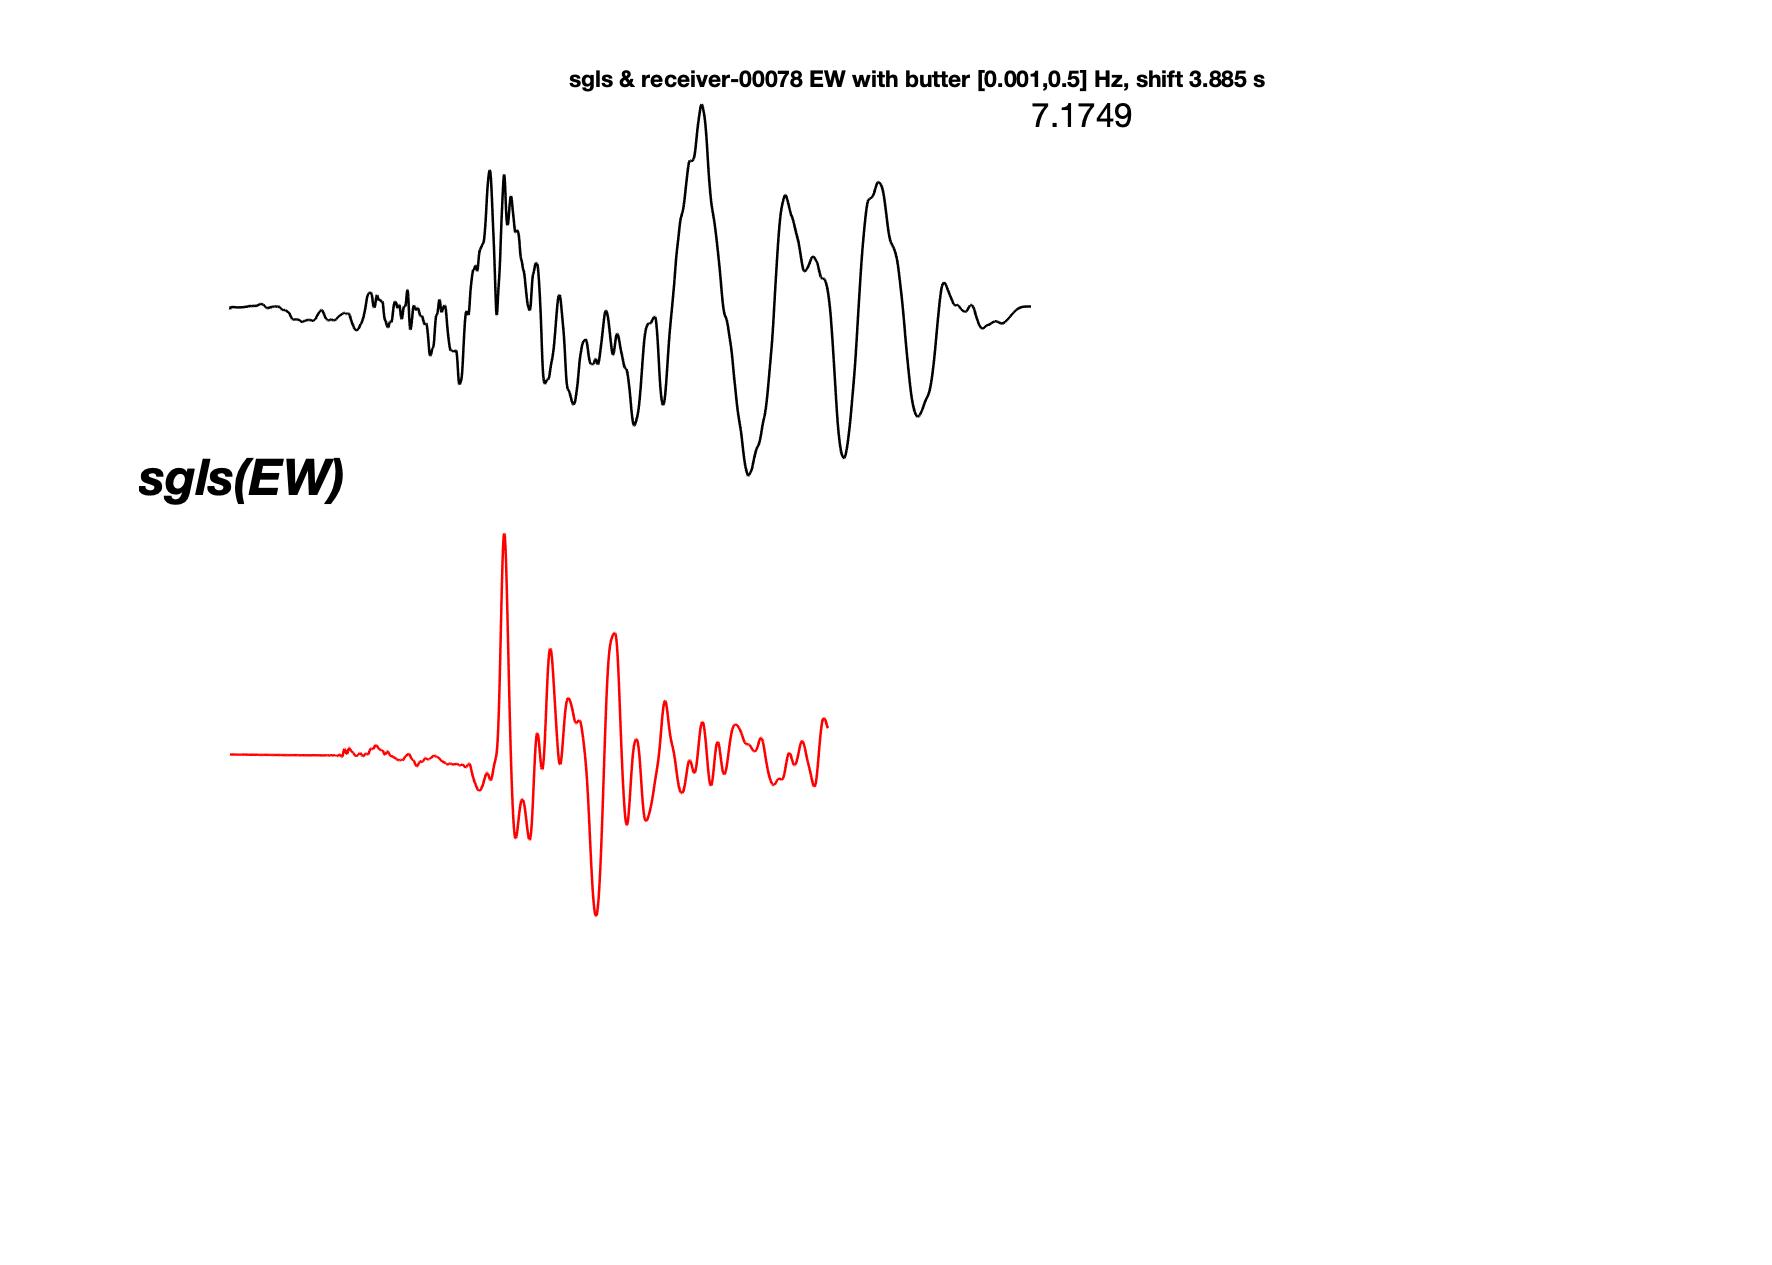 sgls & receiver-00078 EW with butter [0.001,0.5] Hz, shift 3.885 s
7.1749
sgls(EW)